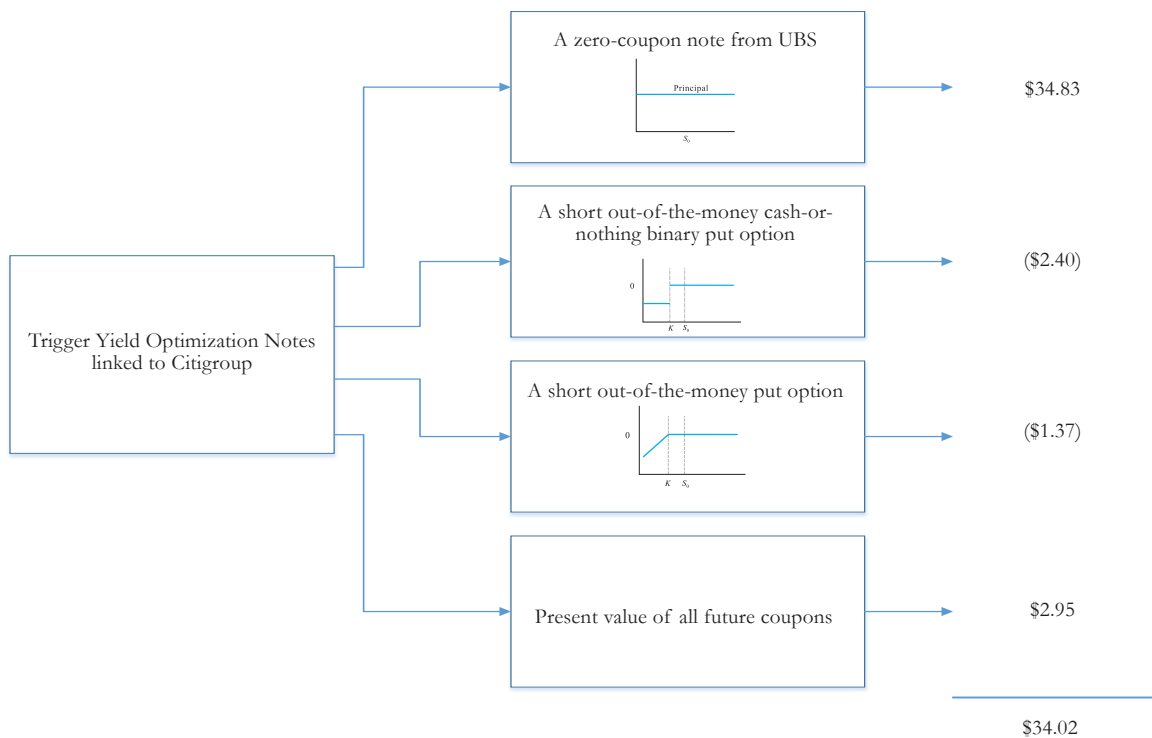 A zero-coupon note from UBS
Principal
S0
$34.83
A short out-of-the-money cash-or-
nothing binary put option
0
K S0
($2.40)
Trigger Yield Optimization Notes
linked to Citigroup
A short out-of-the-money put option
0
K S0
($1.37)
Present value of all future coupons
$2.95
$34.02